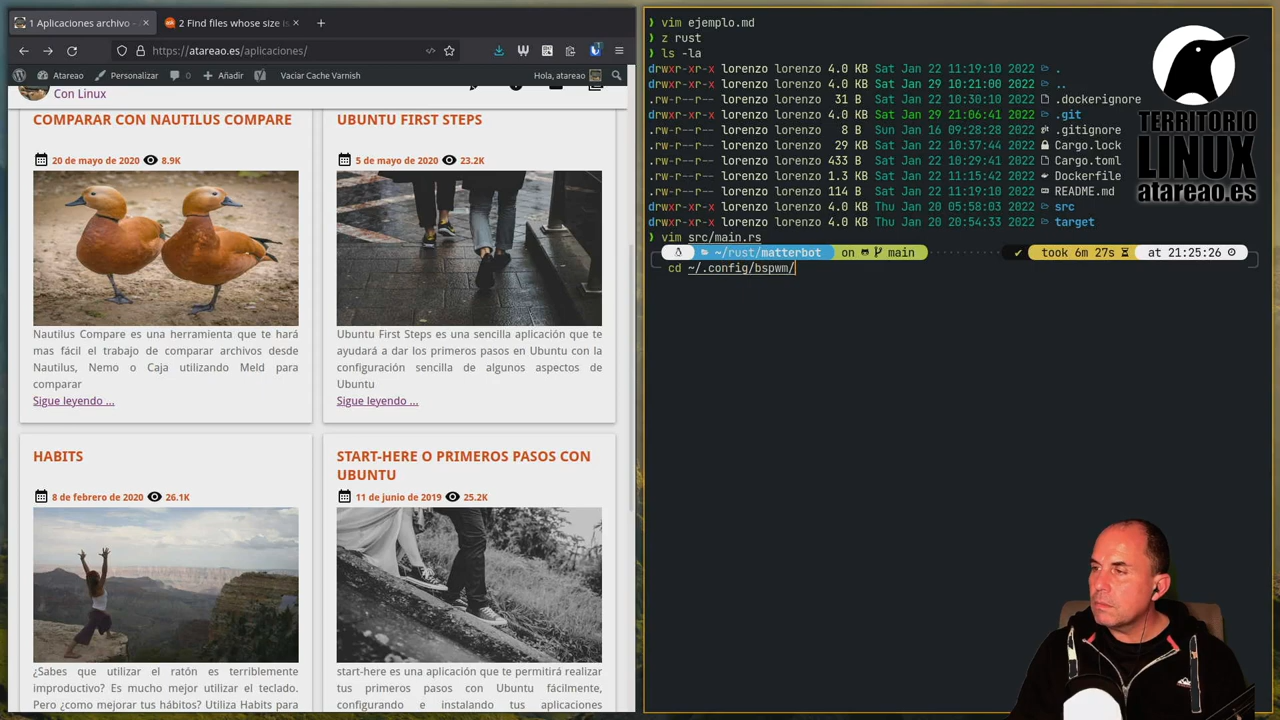 1 Aplicaciones archivo -
2 Find files whose size is
https://atareao.es/aplicaciones/
Atareao
Personalizar
0
Añadir
Vaciar Cache Varnish
Hola, atareao
Con Linux
COMPARAR CON NAUTILUS COMPARE
20 de mayo de 2020 8.9K
Nautilus Compare es una herramienta que te hará
mas fácil el trabajo de comparar archivos desde
Nautilus, Nemo o Caja utilizando Meld para
comparar
Sigue leyendo ...
UBUNTU FIRST STEPS
5 de mayo de 2020 23.2K
Ubuntu First Steps es una sencilla aplicación que te
ayudará a dar los primeros pasos en Ubuntu con la
configuración sencilla de algunos aspectos de
Ubuntu
Sigue leyendo ...
HABITS
8 de febrero de 2020 26.1K
¿Sabes que utilizar el ratón es terriblemente
improductivo? Es mucho mejor utilizar el teclado.
Pero ¿como mejorar tus hábitos? Utiliza Habits para
START-HERE O PRIMEROS PASOS CON
UBUNTU
11 de junio de 2019 25.2K
start-here es una aplicación que te permitirá realizar
tus primeros pasos con Ubuntu fácilmente,
configurando e instalando tus aplicaciones
❯ vim ejemplo.md
❯ z rust
❯ ls -la
drwxr-xr-x lorenzo lorenzo 4.0 KB Sat Jan 22 11:19:10 2022 .
drwxr-xr-x lorenzo lorenzo 4.0 KB Sat Jan 29 10:21:00 2022 ..
.rw-r--r-- lorenzo lorenzo 31 B Sat Jan 22 10:30:10 2022 .dockerignore
drwxr-xr-x lorenzo lorenzo 4.0 KB Sat Jan 29 21:06:41 2022 .git
.rw-r--r-- lorenzo lorenzo 8 B Sun Jan 16 09:28:28 2022 .gitignore
.rw-r--r-- lorenzo lorenzo 29 KB Sat Jan 22 10:37:44 2022 Cargo.lock
.rw-r--r-- lorenzo lorenzo 433 B Sat Jan 22 10:29:41 2022 Cargo.toml
.rw-r--r-- lorenzo lorenzo 1.3 KB Sat Jan 22 11:15:42 2022 Dockerfile
.rw-r--r-- lorenzo lorenzo 114 B Sat Jan 22 11:19:10 2022 README.md
drwxr-xr-x lorenzo lorenzo 4.0 KB Thu Jan 20 05:58:03 2022 src
drwxr-xr-x lorenzo lorenzo 4.0 KB Thu Jan 20 20:54:33 2022 target
❯ vim src/main.rs
~/rust/matterbot on main ✔ took 6m 27s at 21:25:26
cd ~/.config/bspwm/
TERRITORIO
LINUX
atareao.es